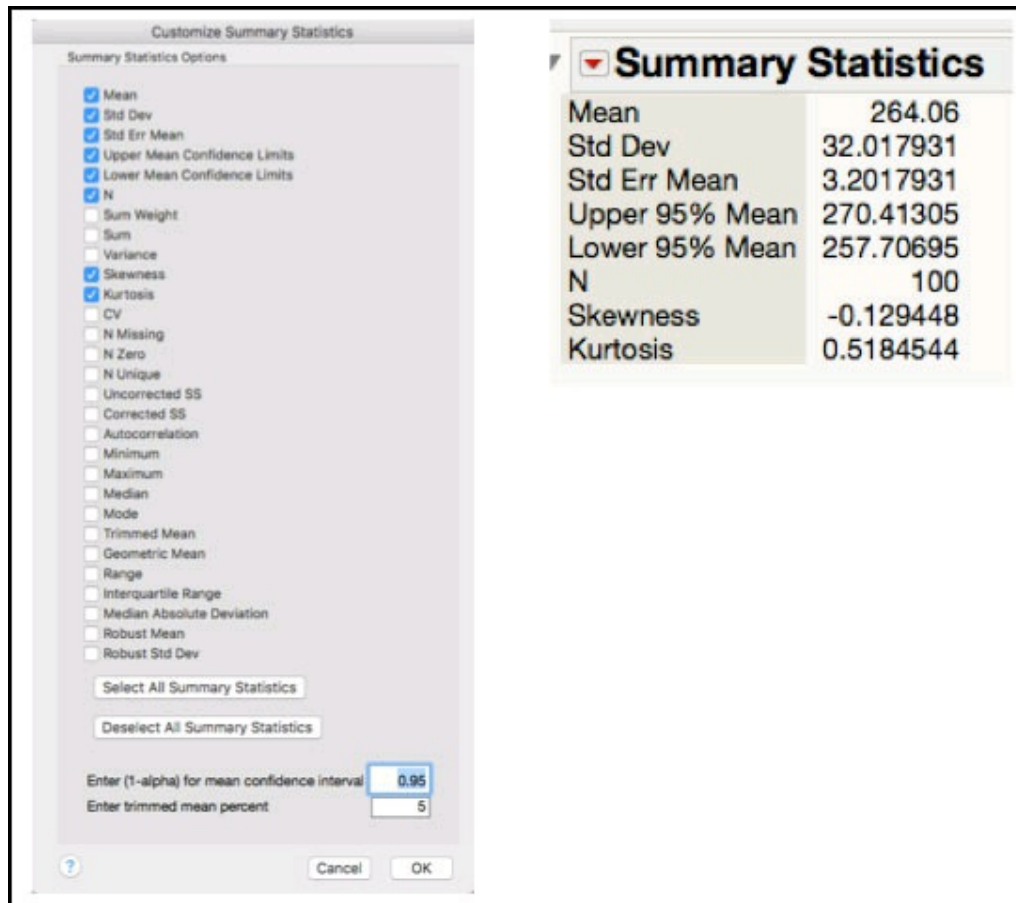 Customize Summary Statistics
Summary Statistics Options
Mean
Std Dev
Std Err Mean
Upper Mean Confidence Limits
Lower Mean Confidence Limits
N
Sum Weight
Sum
Variance
Skewness
Kurtosis
CV
N Missing
N Zero
N Unique
Uncorrected SS
Corrected SS
Autocorrelation
Minimum
Maximum
Median
Mode
Trimmed Mean
Geometric Mean
Range
Interquartile Range
Median Absolute Deviation
Robust Mean
Robust Std Dev
Select All Summary Statistics
Deselect All Summary Statistics
Enter (1-alpha) for mean confidence interval 0.95
Enter trimmed mean percent 5
? Cancel OK
Summary Statistics
Mean 264.06
Std Dev 32.017931
Std Err Mean 3.2017931
Upper 95% Mean 270.41305
Lower 95% Mean 257.70695
N 100
Skewness -0.129448
Kurtosis 0.5184544